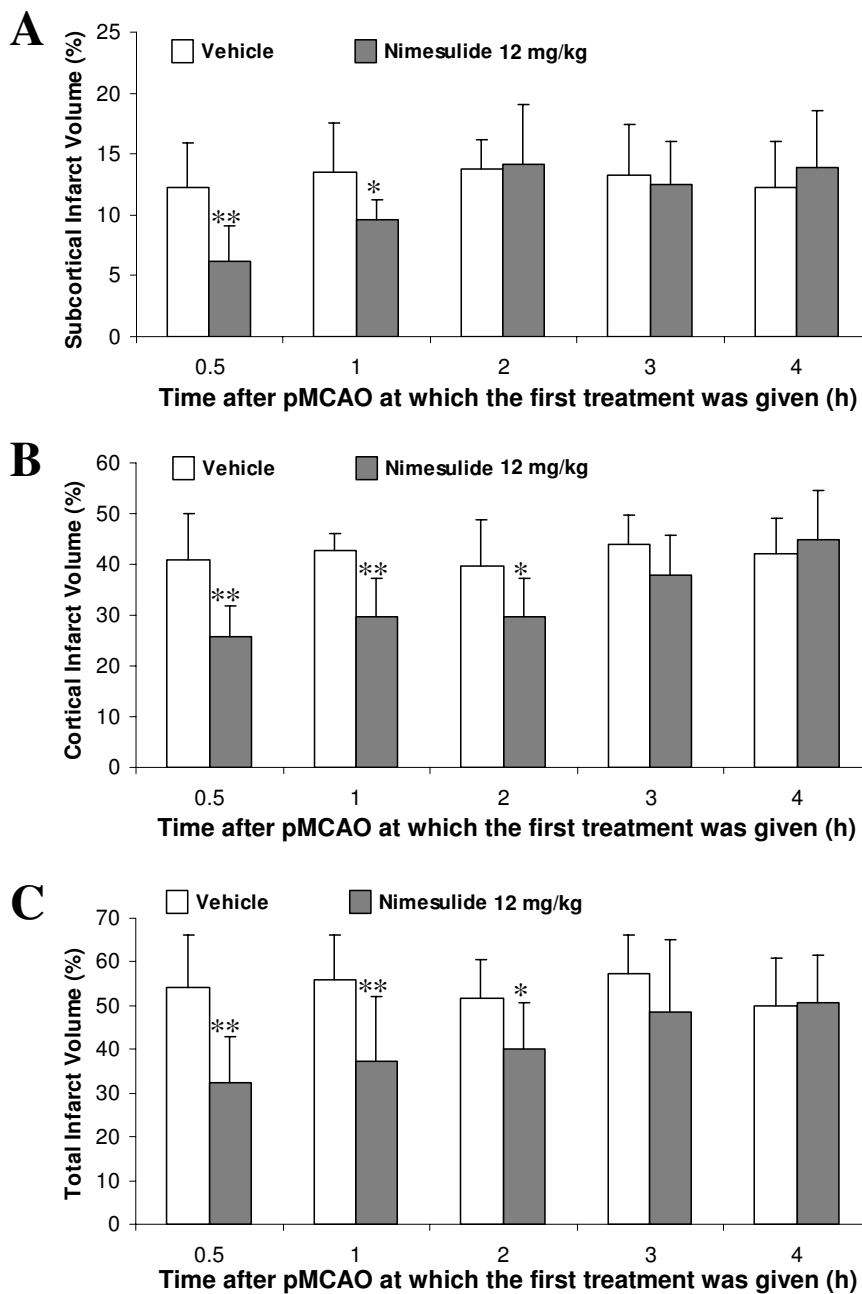 A
Subcortical Infarct Volume (%)
Vehicle
Nimesulide 12 mg/kg
25
20
15
10
5
0
**
*
0.5 1 2 3 4
Time after pMCAO at which the first treatment was given (h)
B
Cortical Infarct Volume (%)
Vehicle
Nimesulide 12 mg/kg
60
50
40
30
20
10
0
**
**
*
0.5 1 2 3 4
Time after pMCAO at which the first treatment was given (h)
C
Total Infarct Volume (%)
Vehicle
Nimesulide 12 mg/kg
70
60
50
40
30
20
10
0
**
**
*
0.5 1 2 3 4
Time after pMCAO at which the first treatment was given (h)